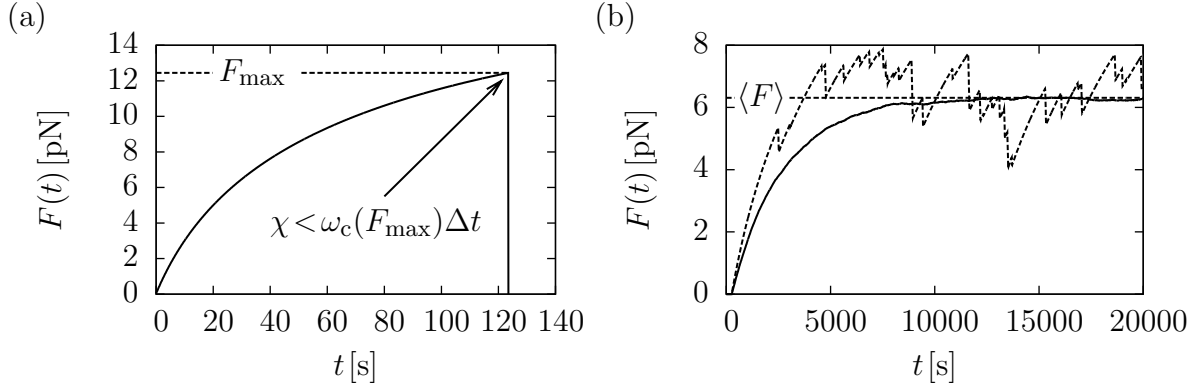 (a)
F(t) [pN]
14
12
10
8
6
4
2
0
F_max
χ < ω_c(F_max)Δt
0 20 40 60 80 100 120 140
t [s]
(b)
F(t) [pN]
8
6
4
2
0
⟨F⟩
0 5000 10000 15000 20000
t [s]